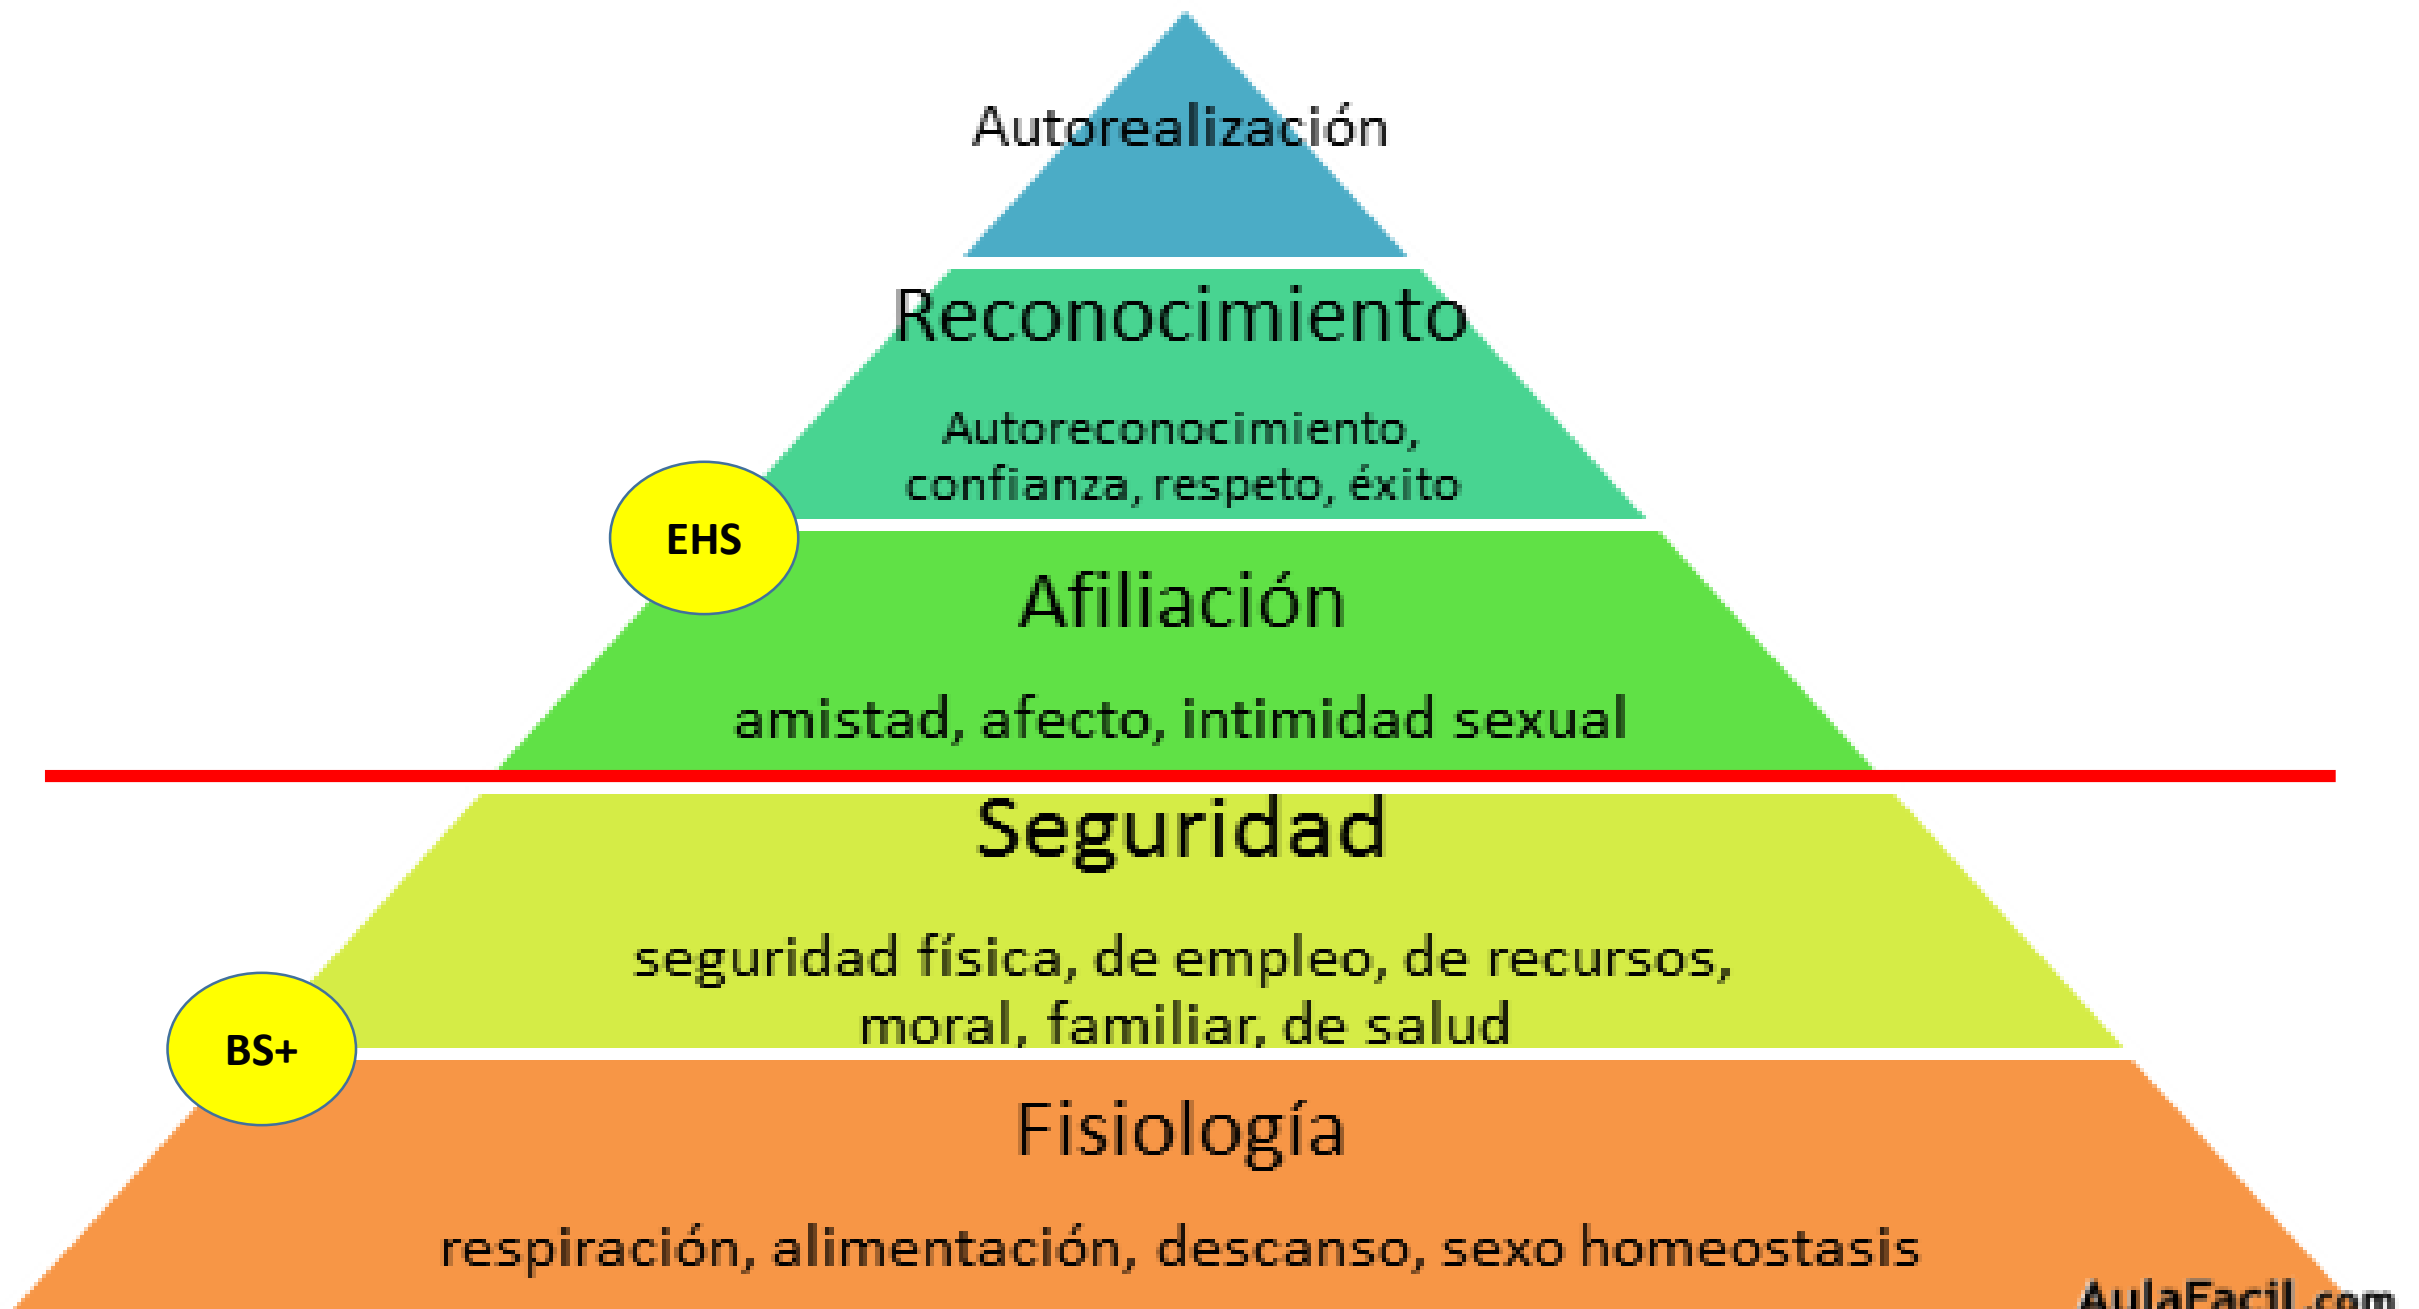 Autorealización
Reconocimiento
Autoreconocimiento,
confianza, respeto, éxito
EHS
Afiliación
amistad, afecto, intimidad sexual
Seguridad
seguridad física, de empleo, de recursos,
moral, familiar, de salud
BS+
Fisiología
respiración, alimentación, descanso, sexo homeostasis
AulaFacil.com